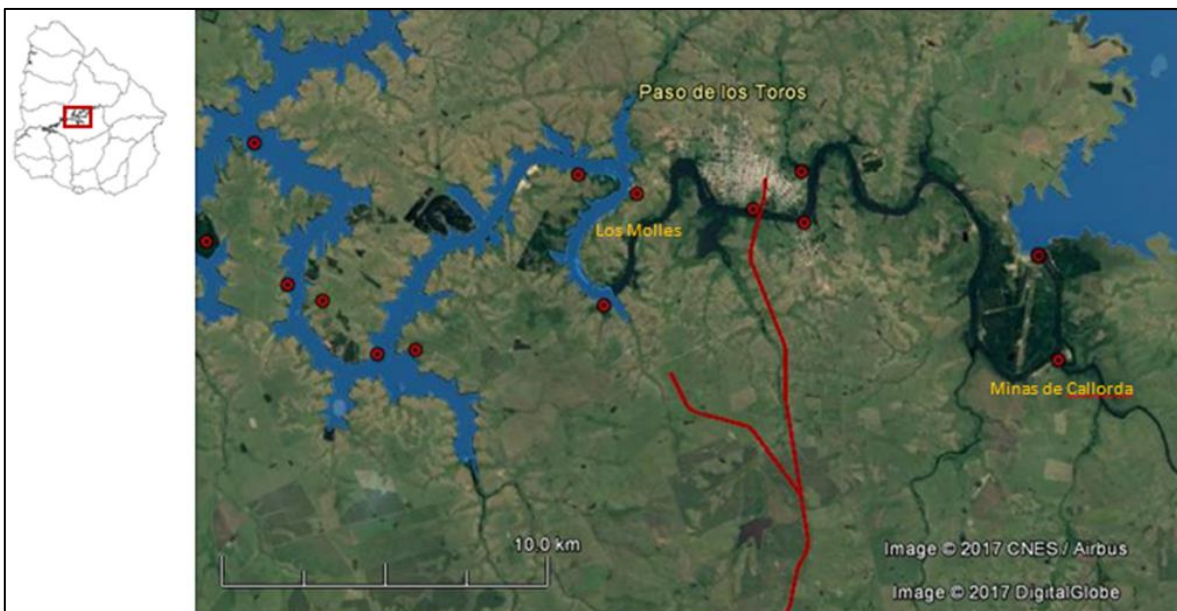 Paso de los Toros
Los Molles
Minas de Callorda
10.0 km
Image © 2017 CNES / Airbus
Image © 2017 DigitalGlobe